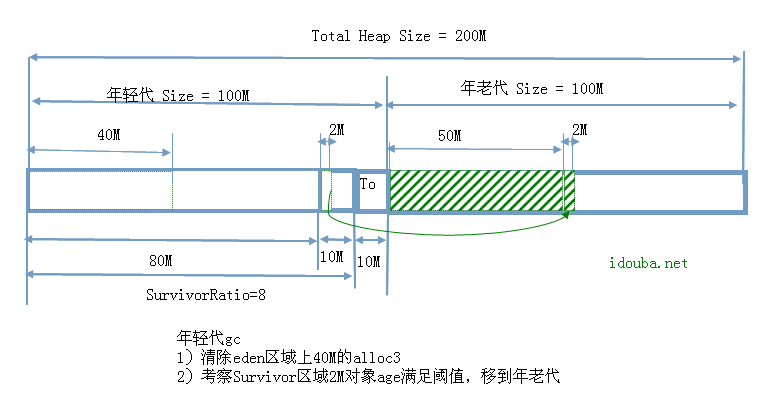 Total Heap Size = 200M
年轻代 Size = 100M
年老代 Size = 100M
40M
2M
50M
2M
To
80M
10M
10M
idouba.net
SurvivorRatio=8
年轻代gc
1）清除eden区域上40M的alloc3
2）考察Survivor区域2M对象age满足阈值，移到年老代